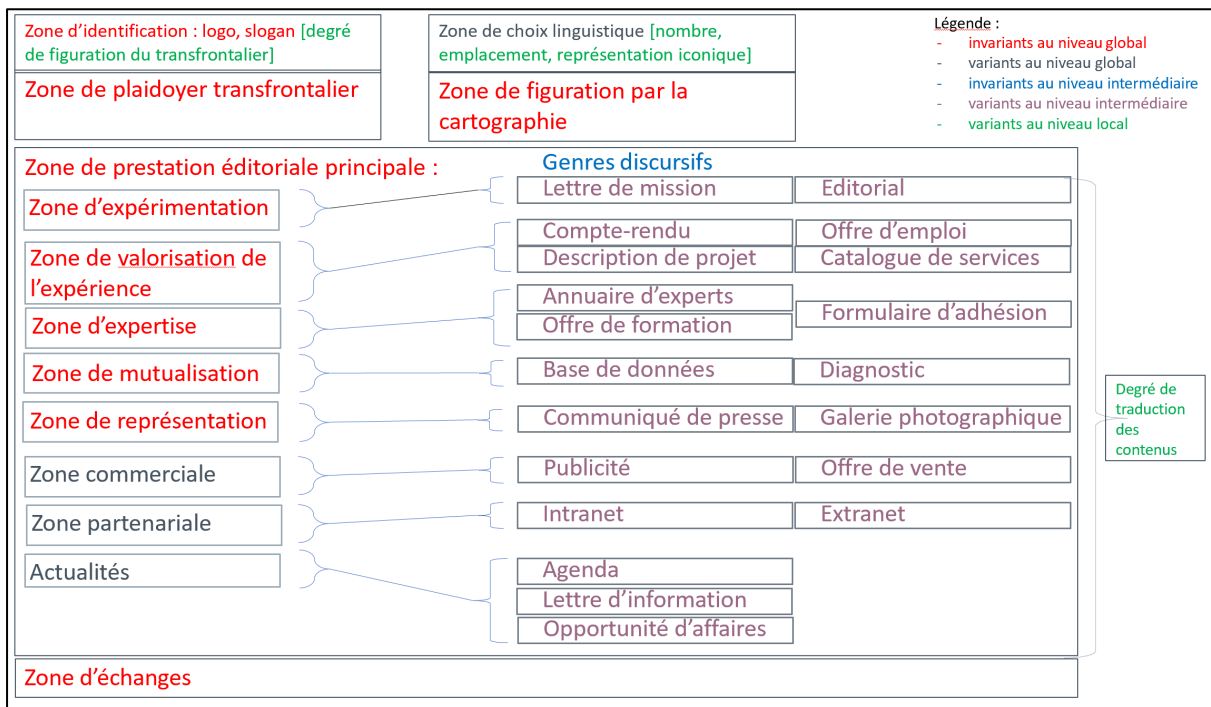 Zone d'identification : logo, slogan [degré
de figuration du transfrontalier]
Zone de plaidoyer transfrontalier
Zone de choix linguistique [nombre,
emplacement, représentation iconique]
Zone de figuration par la
cartographie
Légende :
- invariants au niveau global
- variants au niveau global
- invariants au niveau intermédiaire
- variants au niveau intermédiaire
- variants au niveau local
Zone de prestation éditoriale principale :
Genres discursifs
Zone d'expérimentation
Lettre de mission
Editorial
Zone de valorisation de
l'expérience
Compte-rendu
Offre d'emploi
Description de projet
Catalogue de services
Zone d'expertise
Annuaire d'experts
Offre de formation
Formulaire d'adhésion
Zone de mutualisation
Base de données
Diagnostic
Zone de représentation
Communiqué de presse
Galerie photographique
Zone commerciale
Publicité
Offre de vente
Zone partenariale
Intranet
Extranet
Actualités
Agenda
Lettre d'information
Opportunité d'affaires
Degré de
traduction
des
contenus
Zone d'échanges